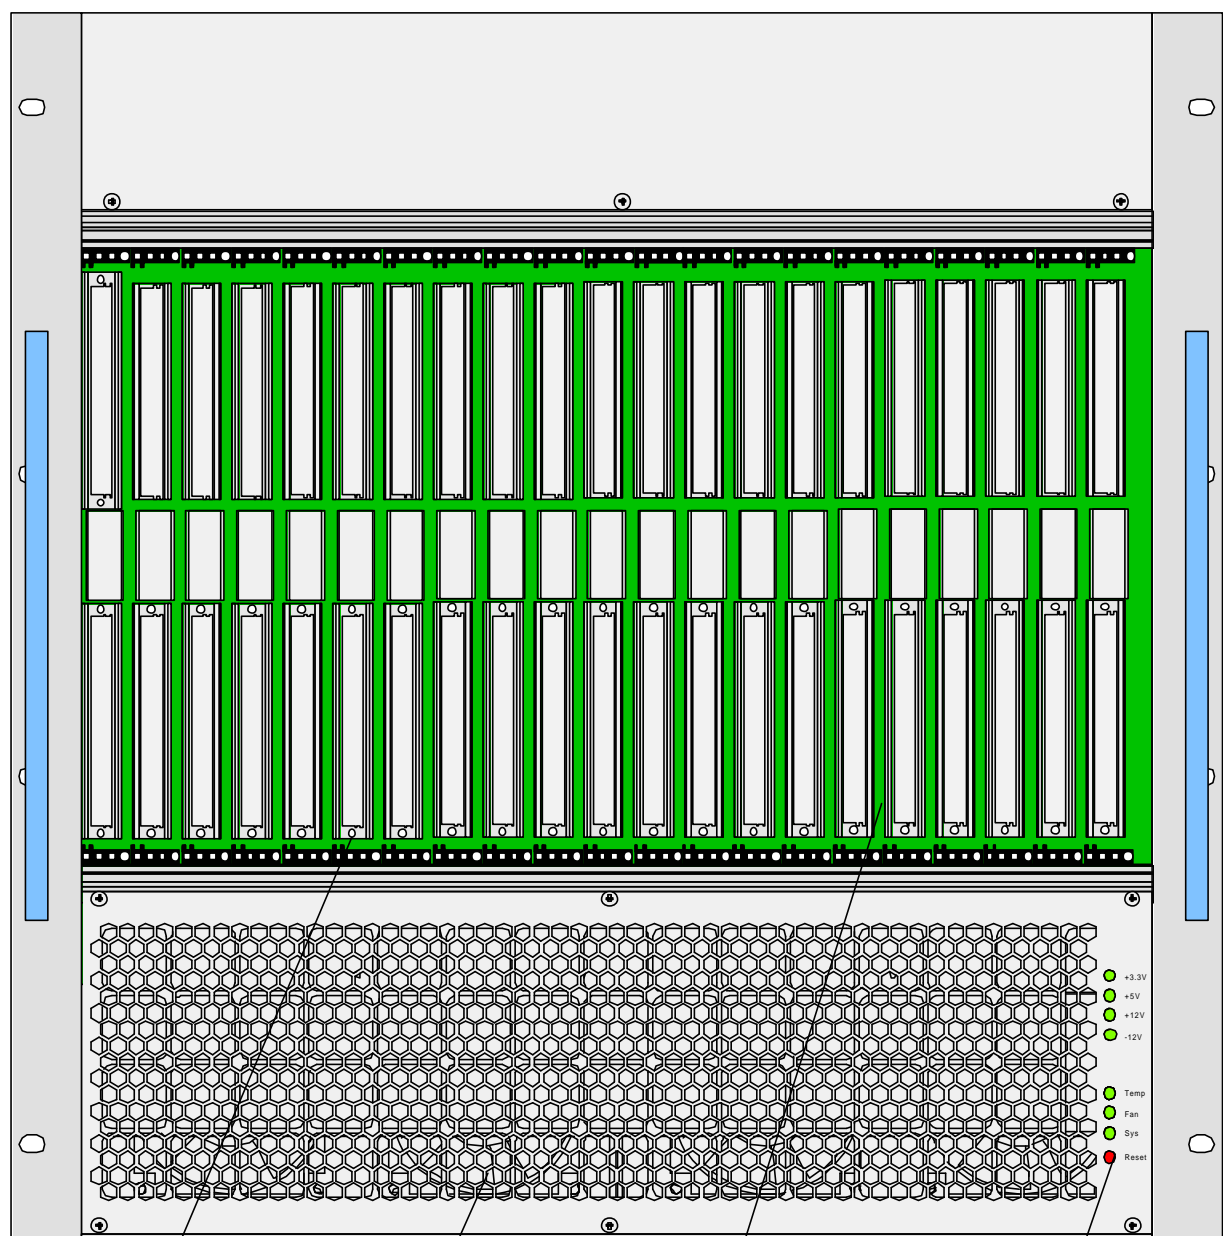 +3.3V
+5V
+12V
-12V
Temp
Fan
Sys
Reset